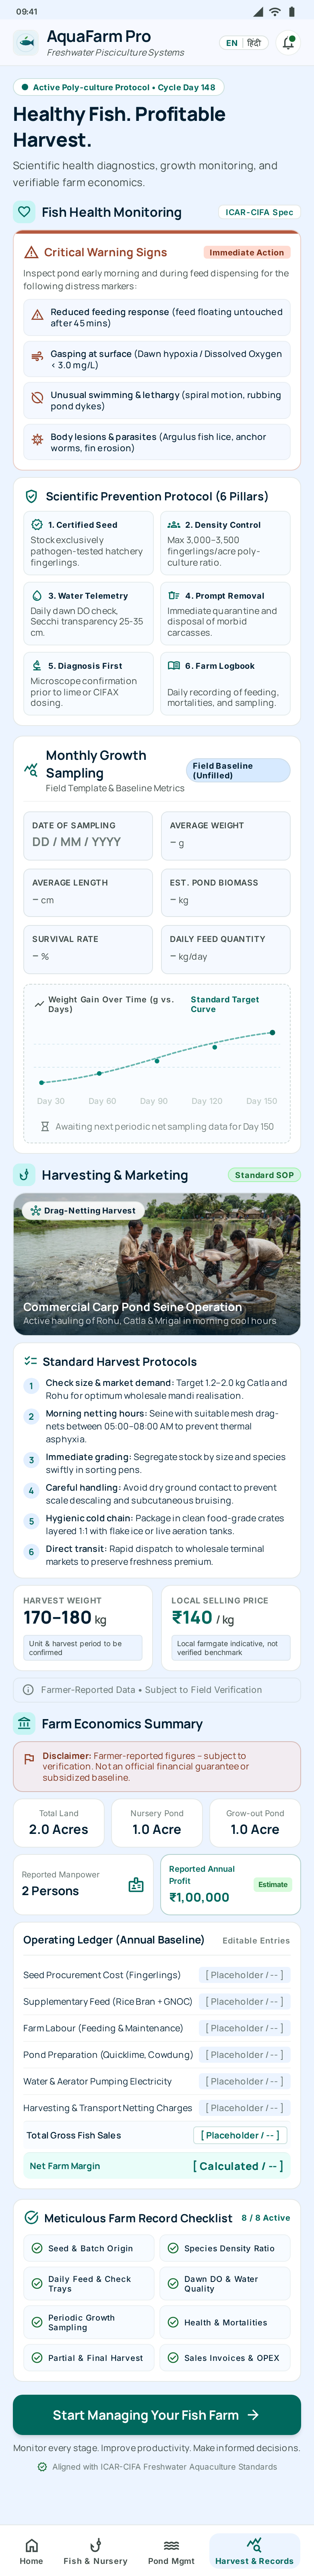 09:41
AquaFarm Pro
Freshwater Pisciculture Systems
EN | हिंदी
Active Poly-culture Protocol • Cycle Day 148
Healthy Fish. Profitable
Harvest.
Scientific health diagnostics, growth monitoring, and
verifiable farm economics.
Fish Health Monitoring
ICAR-CIFA Spec
Critical Warning Signs
Immediate Action
Inspect pond early morning and during feed dispensing for the
following distress markers:
Reduced feeding response (feed floating untouched
after 45 mins)
Gasping at surface (Dawn hypoxia / Dissolved Oxygen
< 3.0 mg/L)
Unusual swimming & lethargy (spiral motion, rubbing
pond dykes)
Body lesions & parasites (Argulus fish lice, anchor
worms, fin erosion)
Scientific Prevention Protocol (6 Pillars)
1. Certified Seed
Stock exclusively
pathogen-tested hatchery
fingerlings.
2. Density Control
Max 3,000–3,500
fingerlings/acre poly-
culture ratio.
3. Water Telemetry
Daily dawn DO check,
Secchi transparency 25-35
cm.
4. Prompt Removal
Immediate quarantine and
disposal of morbid
carcasses.
5. Diagnosis First
Microscope confirmation
prior to lime or CIFAX
dosing.
6. Farm Logbook
Daily recording of feeding,
mortalities, and sampling.
Monthly Growth
Sampling
Field Template & Baseline Metrics
Field Baseline
(Unfilled)
DATE OF SAMPLING
DD / MM / YYYY
AVERAGE WEIGHT
-- g
AVERAGE LENGTH
-- cm
EST. POND BIOMASS
-- kg
SURVIVAL RATE
-- %
DAILY FEED QUANTITY
-- kg/day
Weight Gain Over Time (g vs.
Days)
Standard Target
Curve
Day 30 Day 60 Day 90 Day 120 Day 150
Awaiting next periodic net sampling data for Day 150
Harvesting & Marketing
Standard SOP
Drag-Netting Harvest
Commercial Carp Pond Seine Operation
Active hauling of Rohu, Catla & Mrigal in morning cool hours
Standard Harvest Protocols
1 Check size & market demand: Target 1.2–2.0 kg Catla and
Rohu for optimum wholesale mandi realisation.
2 Morning netting hours: Seine with suitable mesh drag-
nets between 05:00–08:00 AM to prevent thermal
asphyxia.
3 Immediate grading: Segregate stock by size and species
swiftly in sorting pens.
4 Careful handling: Avoid dry ground contact to prevent
scale descaling and subcutaneous bruising.
5 Hygienic cold chain: Package in clean food-grade crates
layered 1:1 with flake ice or live aeration tanks.
6 Direct transit: Rapid dispatch to wholesale terminal
markets to preserve freshness premium.
HARVEST WEIGHT
170–180 kg
Unit & harvest period to be
confirmed
LOCAL SELLING PRICE
₹140 / kg
Local farmgate indicative, not
verified benchmark
Farmer-Reported Data • Subject to Field Verification
Farm Economics Summary
Disclaimer: Farmer-reported figures – subject to
verification. Not an official financial guarantee or
subsidized baseline.
Total Land
2.0 Acres
Nursery Pond
1.0 Acre
Grow-out Pond
1.0 Acre
Reported Manpower
2 Persons
Reported Annual
Profit
₹1,00,000
Estimate
Operating Ledger (Annual Baseline)
Editable Entries
Seed Procurement Cost (Fingerlings) [ Placeholder / -- ]
Supplementary Feed (Rice Bran + GNOC) [ Placeholder / -- ]
Farm Labour (Feeding & Maintenance) [ Placeholder / -- ]
Pond Preparation (Quicklime, Cowdung) [ Placeholder / -- ]
Water & Aerator Pumping Electricity [ Placeholder / -- ]
Harvesting & Transport Netting Charges [ Placeholder / -- ]
Total Gross Fish Sales [ Placeholder / -- ]
Net Farm Margin [ Calculated / -- ]
Meticulous Farm Record Checklist
8 / 8 Active
Seed & Batch Origin
Species Density Ratio
Daily Feed & Check
Trays
Dawn DO & Water
Quality
Periodic Growth
Sampling
Health & Mortalities
Partial & Final Harvest
Sales Invoices & OPEX
Start Managing Your Fish Farm →
Monitor every stage. Improve productivity. Make informed decisions.
Aligned with ICAR-CIFA Freshwater Aquaculture Standards
Home
Fish & Nursery
Pond Mgmt
Harvest & Records